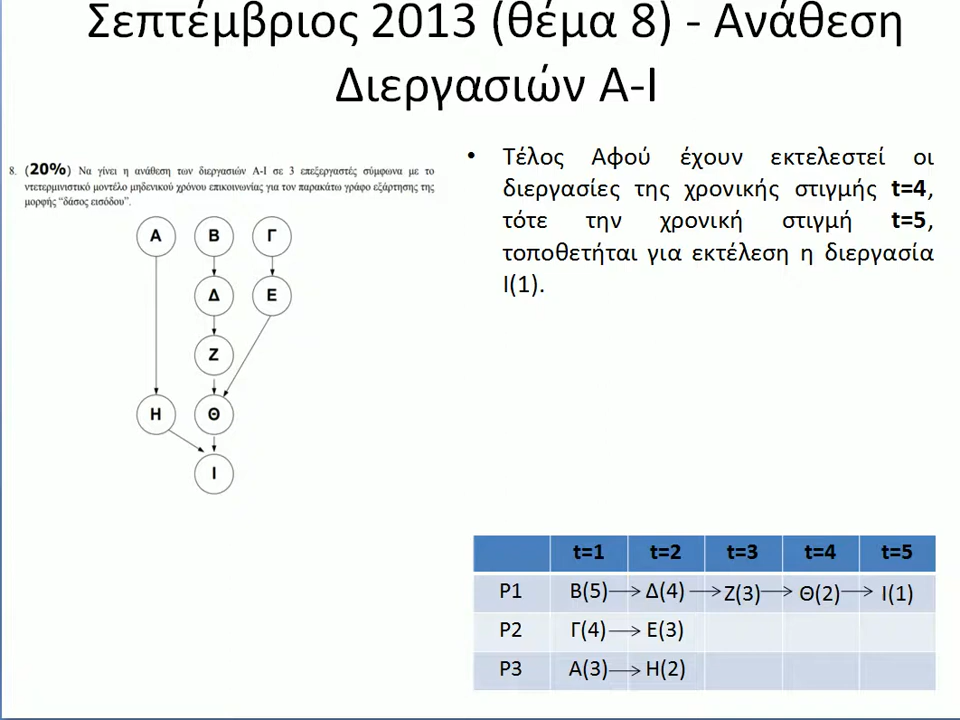 Σεπτέμβριος 2013 (θέμα 8) - Ανάθεση
Διεργασιών Α-Ι
8. (20%) Να γίνει η ανάθεση των διεργασιών Α-Ι σε 3 επεξεργαστές σύμφωνα με το
ντετερμινιστικό μοντέλο μηδενικού χρόνου επικοινωνίας για τον παρακάτω γράφο εξάρτησης της
μορφής "δάσος εισόδου".
Α Β Γ
Δ Ε
Ζ
Η Θ
Ι
• Τέλος Αφού έχουν εκτελεστεί οι
διεργασίες της χρονικής στιγμής t=4,
τότε την χρονική στιγμή t=5,
τοποθετήται για εκτέλεση η διεργασία
Ι(1).
t=1 t=2 t=3 t=4 t=5
P1 Β(5) Δ(4) Ζ(3) Θ(2) Ι(1)
P2 Γ(4) Ε(3)
P3 Α(3) Η(2)